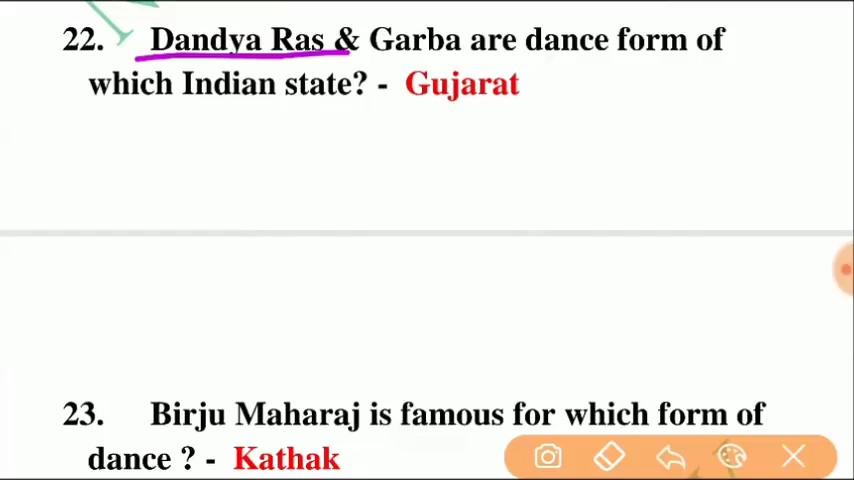 22. Dandya Ras & Garba are dance form of
which Indian state? - Gujarat
23. Birju Maharaj is famous for which form of
dance ? - Kathak